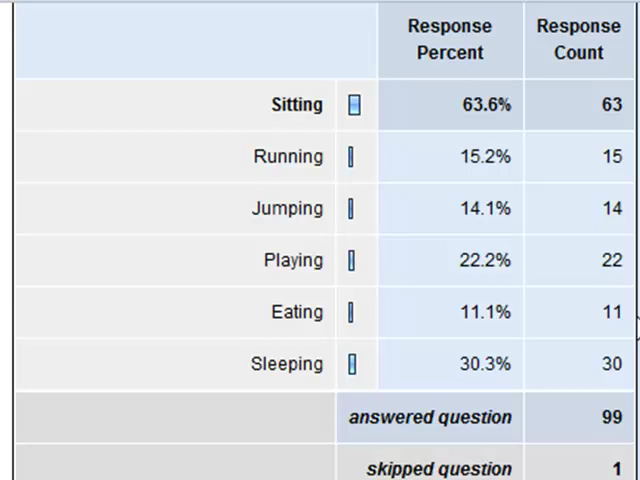 Response Percent Response Count
Sitting 63.6% 63
Running 15.2% 15
Jumping 14.1% 14
Playing 22.2% 22
Eating 11.1% 11
Sleeping 30.3% 30
answered question 99
skipped question 1